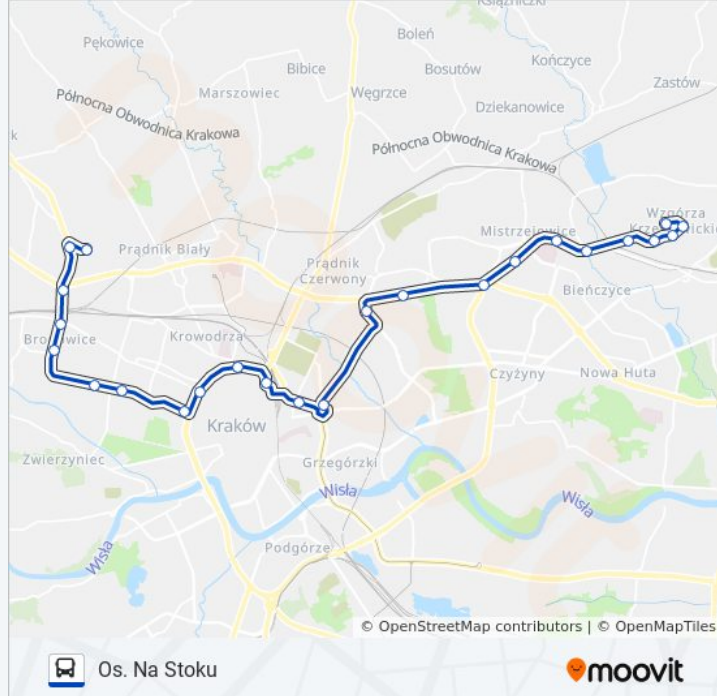 Książniczki
Boleń
Pękowice
Kończyce
Bibice
Bosutów
Zastów
Marszowiec
Węgrzce
Dziekanowice
Północna Obwodnica Krakowa
Północna Obwodnica Krakowa
k
Wzgórza
Mistrzejowice
Prądnik Biały
Prądnik
Czerwony
Bieńczyce
Krowodrza
Czyżyny
Nowa Huta
Kraków
Zwierzyniec
Grzegórzki
Wisła
Wisła
Podgórze
Wisła
© OpenStreetMap contributors | © OpenMapTiles
Os. Na Stoku
moovit